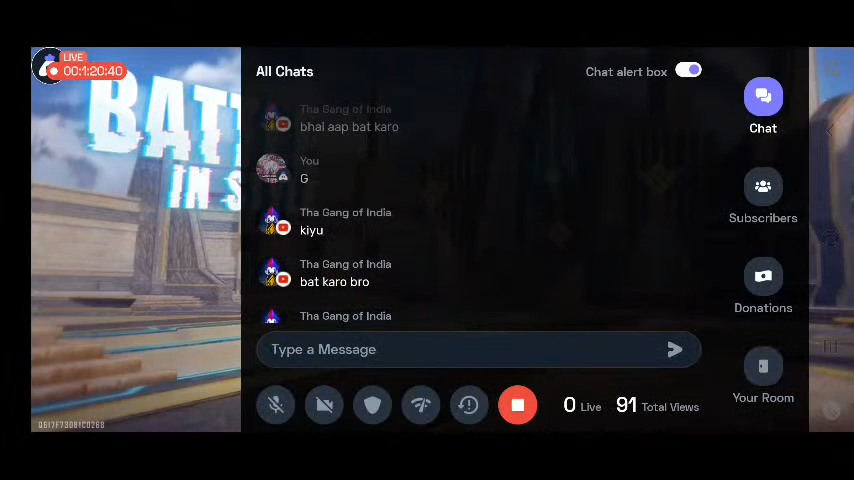 LIVE
00:1:20:40
BATT
IN S
All Chats
Chat alert box
Tha Gang of India
bhai aap bat karo
You
G
Tha Gang of India
kiyu
Tha Gang of India
bat karo bro
Tha Gang of India
Type a Message
0 Live
91 Total Views
Chat
Subscribers
Donations
Your Room